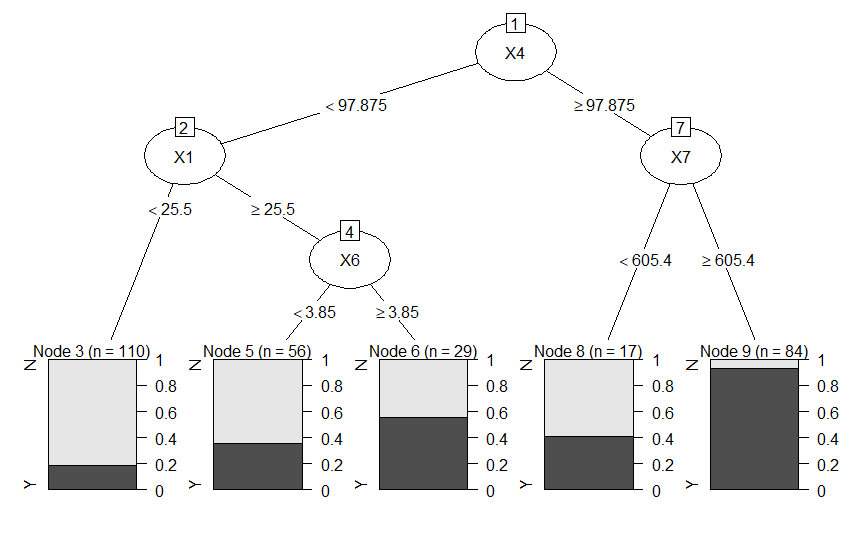 1
X4
< 97.875
≥ 97.875
2
X1
7
X7
< 25.5
≥ 25.5
4
X6
< 605.4
≥ 605.4
< 3.85
≥ 3.85
Node 3 (n = 110)
Node 5 (n = 56)
Node 6 (n = 29)
Node 8 (n = 17)
Node 9 (n = 84)
N
Y
1
0.8
0.6
0.4
0.2
0
N
Y
1
0.8
0.6
0.4
0.2
0
N
Y
1
0.8
0.6
0.4
0.2
0
N
Y
1
0.8
0.6
0.4
0.2
0
N
Y
1
0.8
0.6
0.4
0.2
0